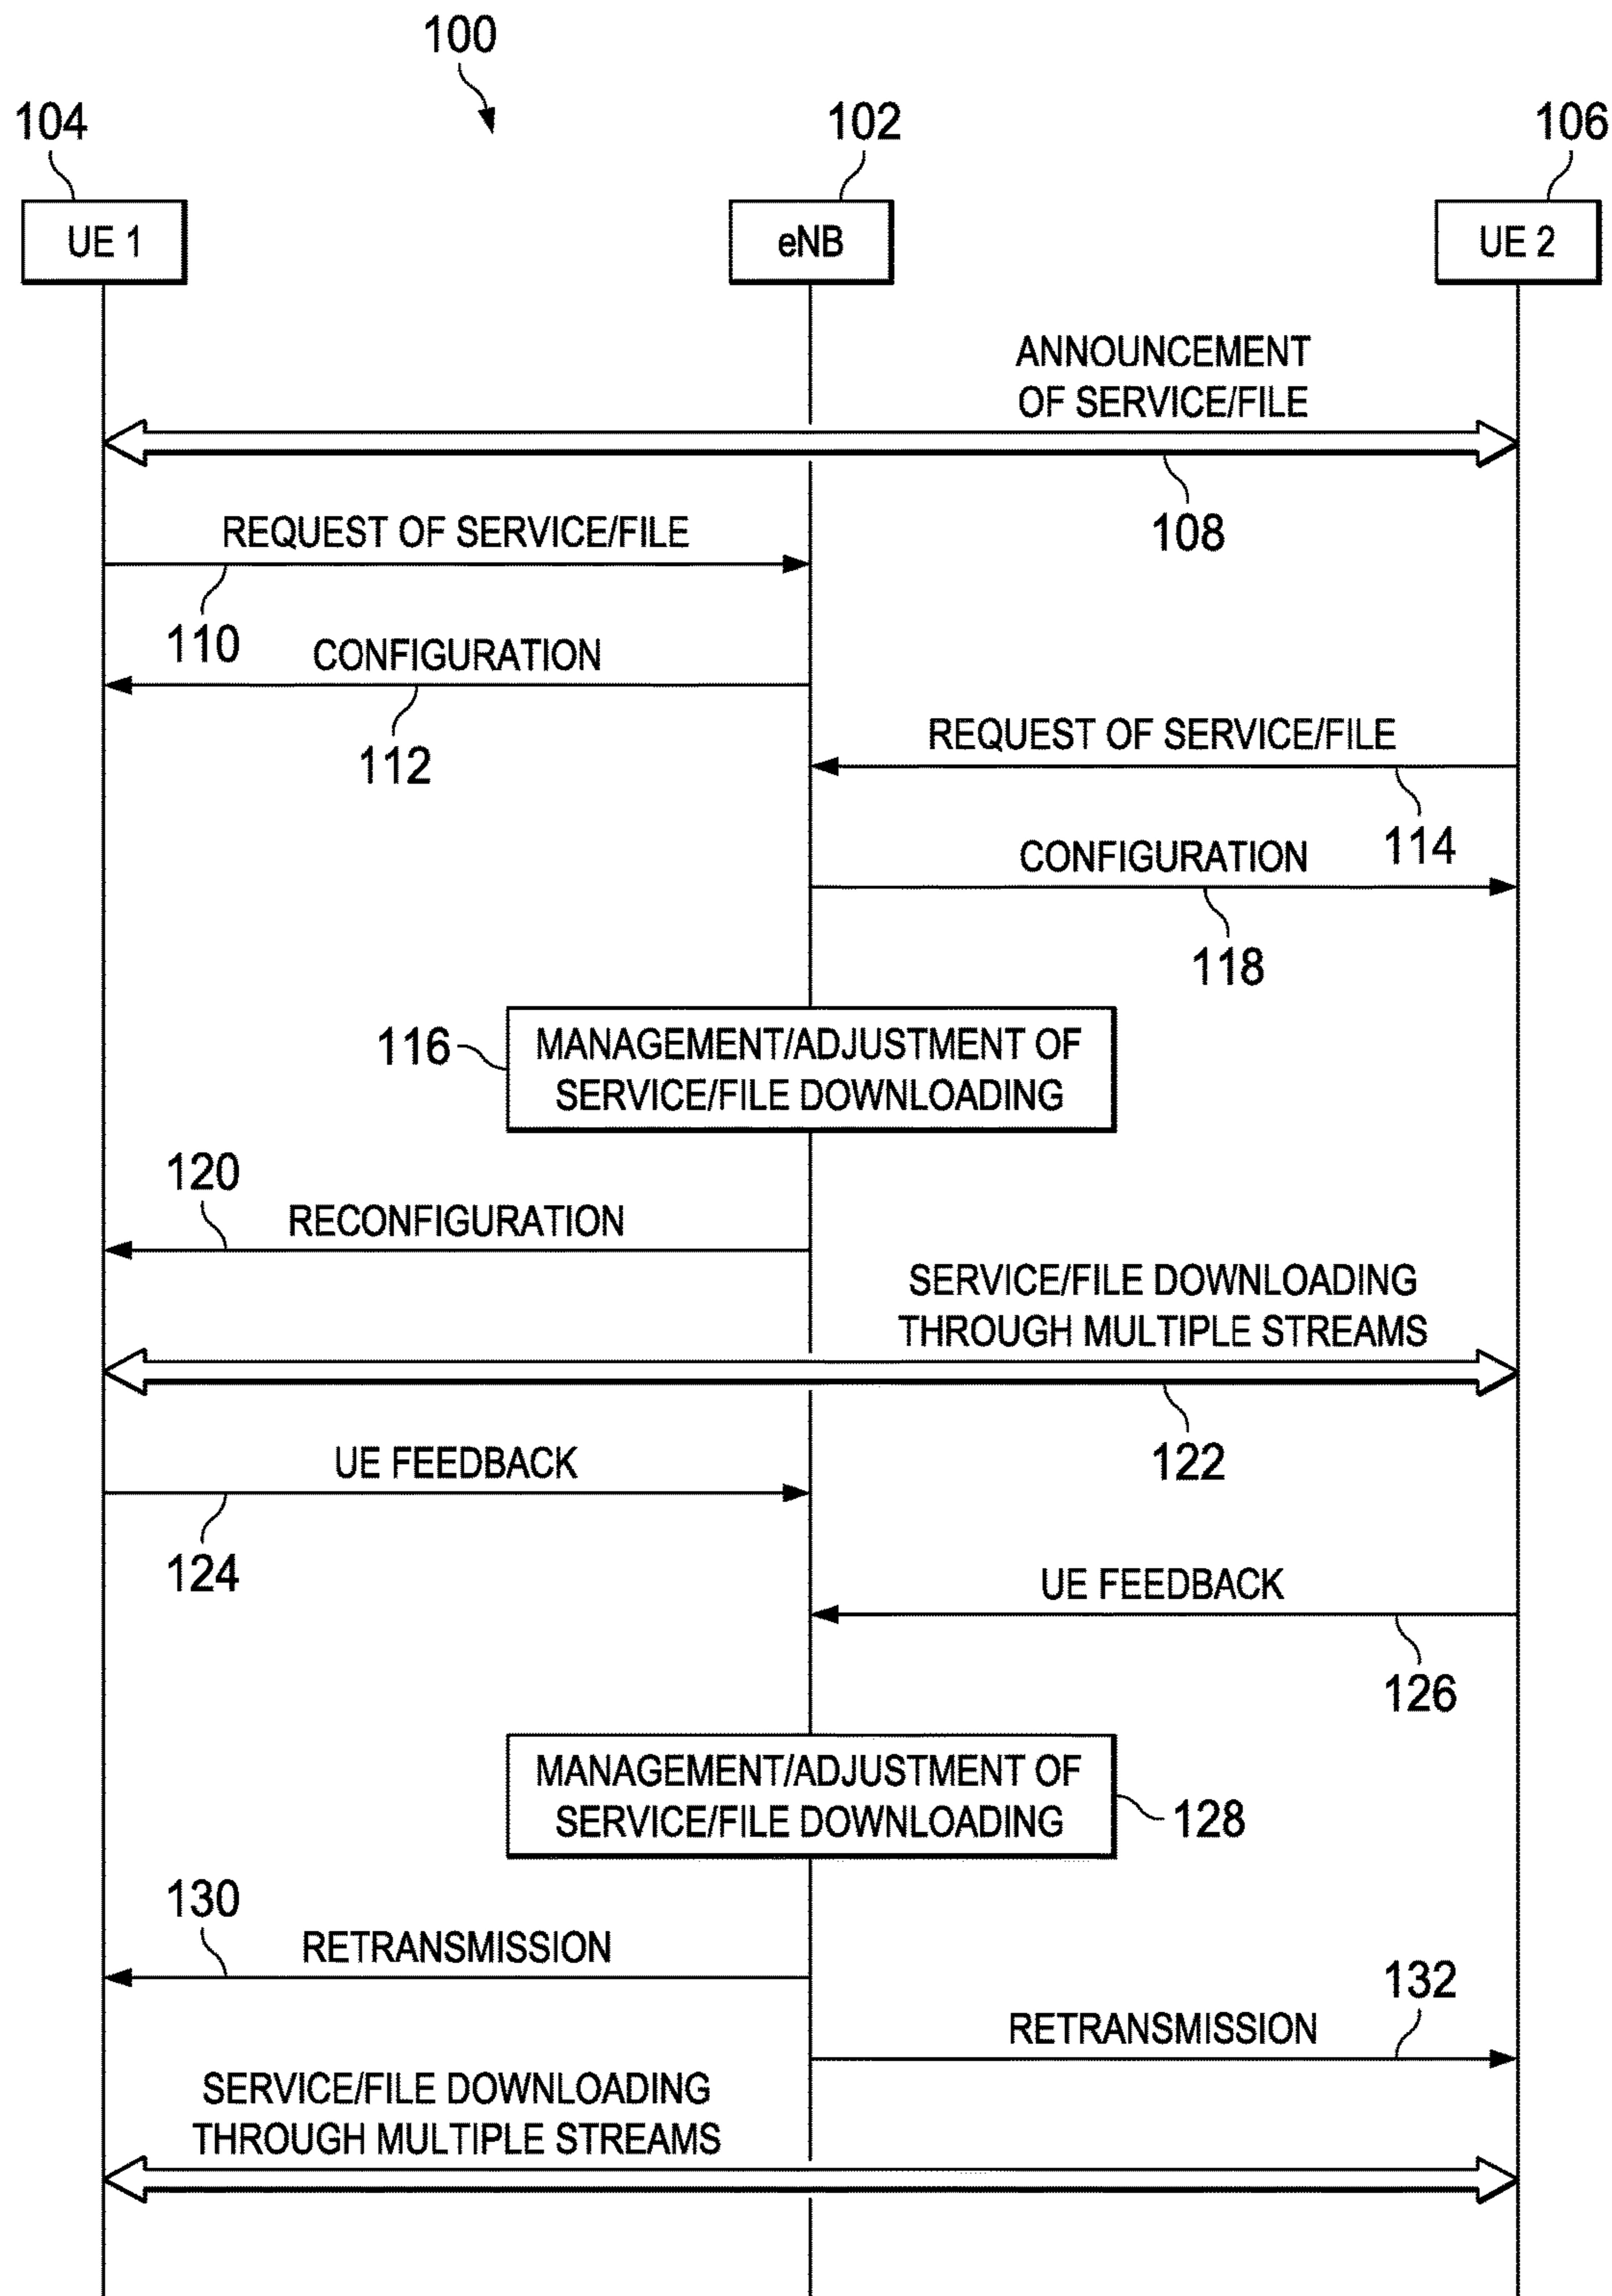 100
104
102
106
UE 1
eNB
UE 2
ANNOUNCEMENT
OF SERVICE/FILE
108
REQUEST OF SERVICE/FILE
110
CONFIGURATION
112
REQUEST OF SERVICE/FILE
114
CONFIGURATION
118
116
MANAGEMENT/ADJUSTMENT OF
SERVICE/FILE DOWNLOADING
120
RECONFIGURATION
SERVICE/FILE DOWNLOADING
THROUGH MULTIPLE STREAMS
122
UE FEEDBACK
124
UE FEEDBACK
126
MANAGEMENT/ADJUSTMENT OF
SERVICE/FILE DOWNLOADING
128
130
RETRANSMISSION
132
RETRANSMISSION
SERVICE/FILE DOWNLOADING
THROUGH MULTIPLE STREAMS